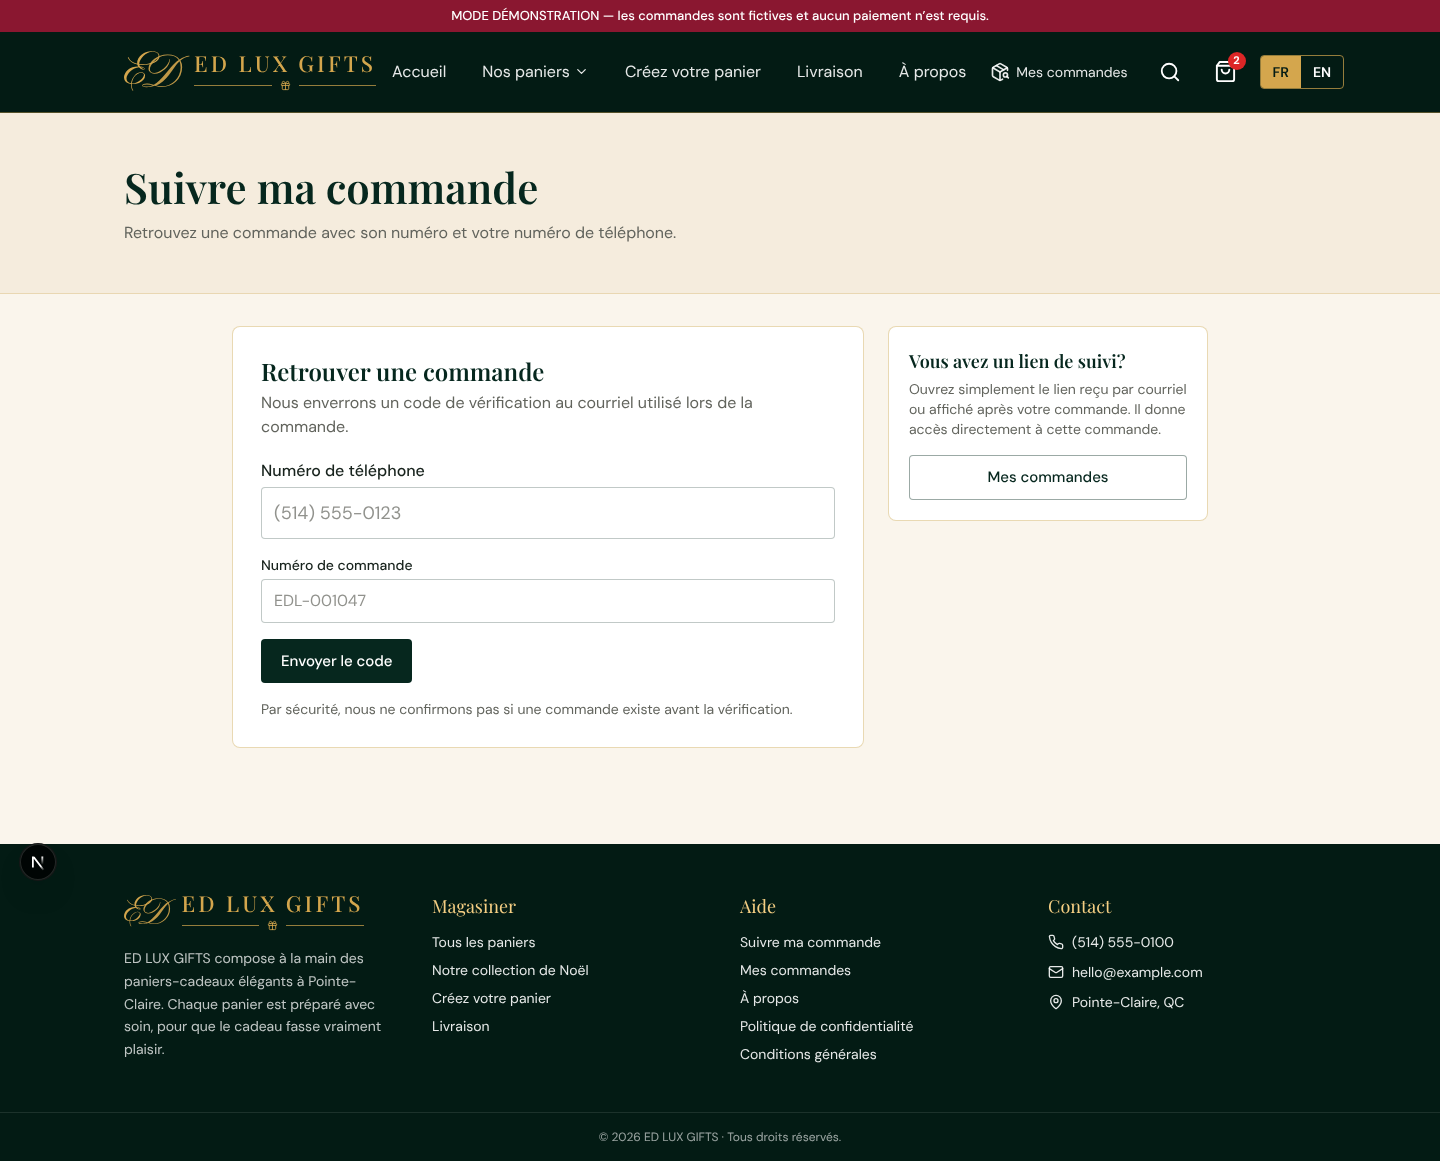 MODE DÉMONSTRATION — les commandes sont fictives et aucun paiement n’est requis.
ED ED LUX GIFTS
Accueil
Nos paniers
Créez votre panier
Livraison
À propos
Mes commandes
2
FR
EN
Suivre ma commande
Retrouvez une commande avec son numéro et votre numéro de téléphone.
Retrouver une commande
Nous enverrons un code de vérification au courriel utilisé lors de la
commande.
Numéro de téléphone
(514) 555-0123
Numéro de commande
EDL-001047
Envoyer le code
Par sécurité, nous ne confirmons pas si une commande existe avant la vérification.
Vous avez un lien de suivi?
Ouvrez simplement le lien reçu par courriel
ou affiché après votre commande. Il donne
accès directement à cette commande.
Mes commandes
N
ED ED LUX GIFTS
ED LUX GIFTS compose à la main des
paniers-cadeaux élégants à Pointe-
Claire. Chaque panier est préparé avec
soin, pour que le cadeau fasse vraiment
plaisir.
Magasiner
Tous les paniers
Notre collection de Noël
Créez votre panier
Livraison
Aide
Suivre ma commande
Mes commandes
À propos
Politique de confidentialité
Conditions générales
Contact
(514) 555-0100
hello@example.com
Pointe-Claire, QC
© 2026 ED LUX GIFTS · Tous droits réservés.